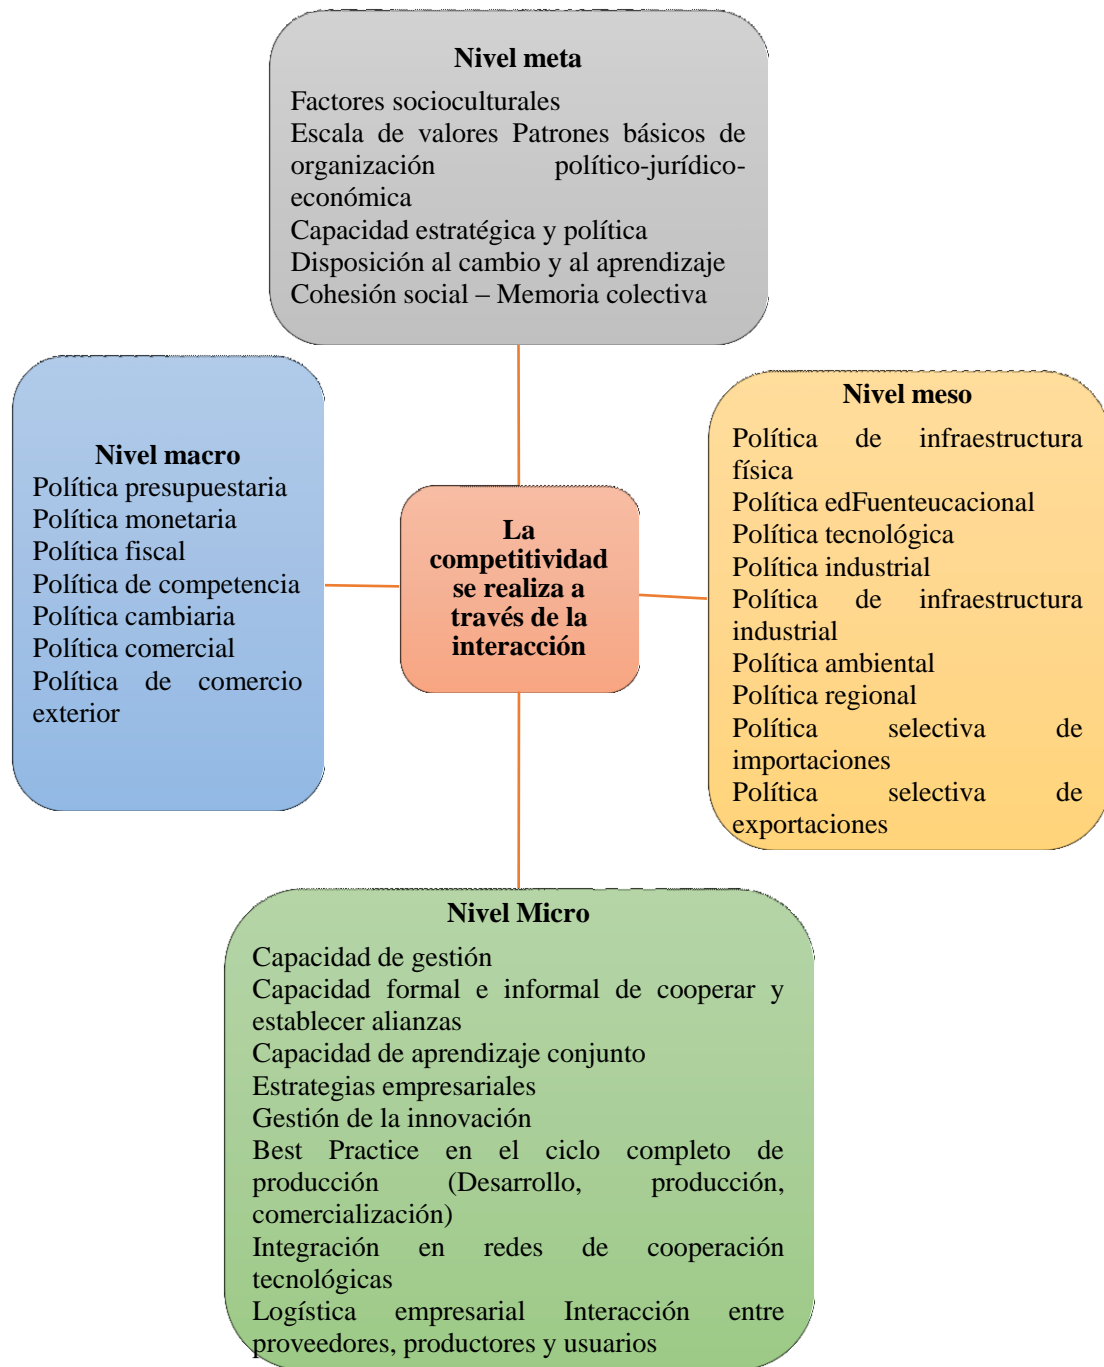 Nivel meta
Factores socioculturales
Escala de valores Patrones básicos de
organización político-jurídico-
económica
Capacidad estratégica y política
Disposición al cambio y al aprendizaje
Cohesión social – Memoria colectiva
Nivel macro
Política presupuestaria
Política monetaria
Política fiscal
Política de competencia
Política cambiaria
Política comercial
Política de comercio
exterior
La
competitividad
se realiza a
través de la
interacción
Nivel meso
Política de infraestructura
física
Política edFuenteucacional
Política tecnológica
Política industrial
Política de infraestructura
industrial
Política ambiental
Política regional
Política selectiva de
importaciones
Política selectiva de
exportaciones
Nivel Micro
Capacidad de gestión
Capacidad formal e informal de cooperar y
establecer alianzas
Capacidad de aprendizaje conjunto
Estrategias empresariales
Gestión de la innovación
Best Practice en el ciclo completo de
producción (Desarrollo, producción,
comercialización)
Integración en redes de cooperación
tecnológicas
Logística empresarial Interacción entre
proveedores, productores y usuarios